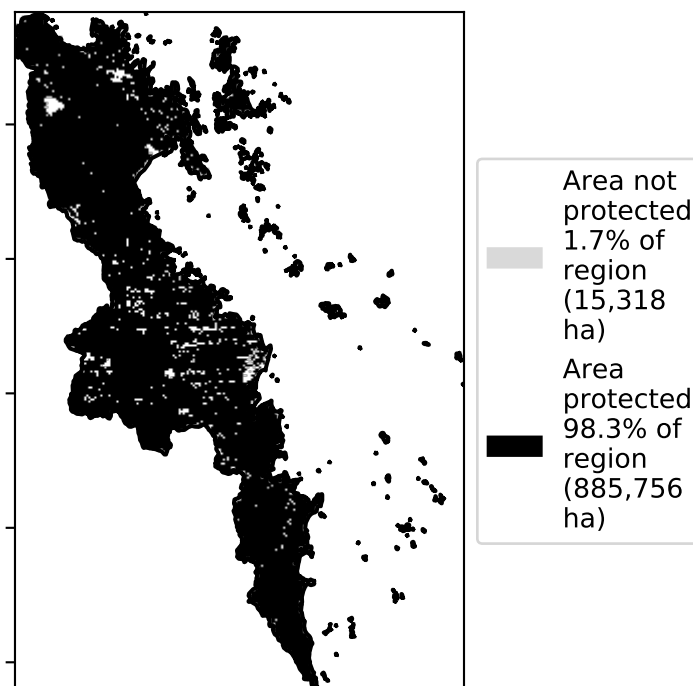 Area not
protected
1.7% of
region
(15,318
ha)
Area
protected
98.3% of
region
(885,756
ha)